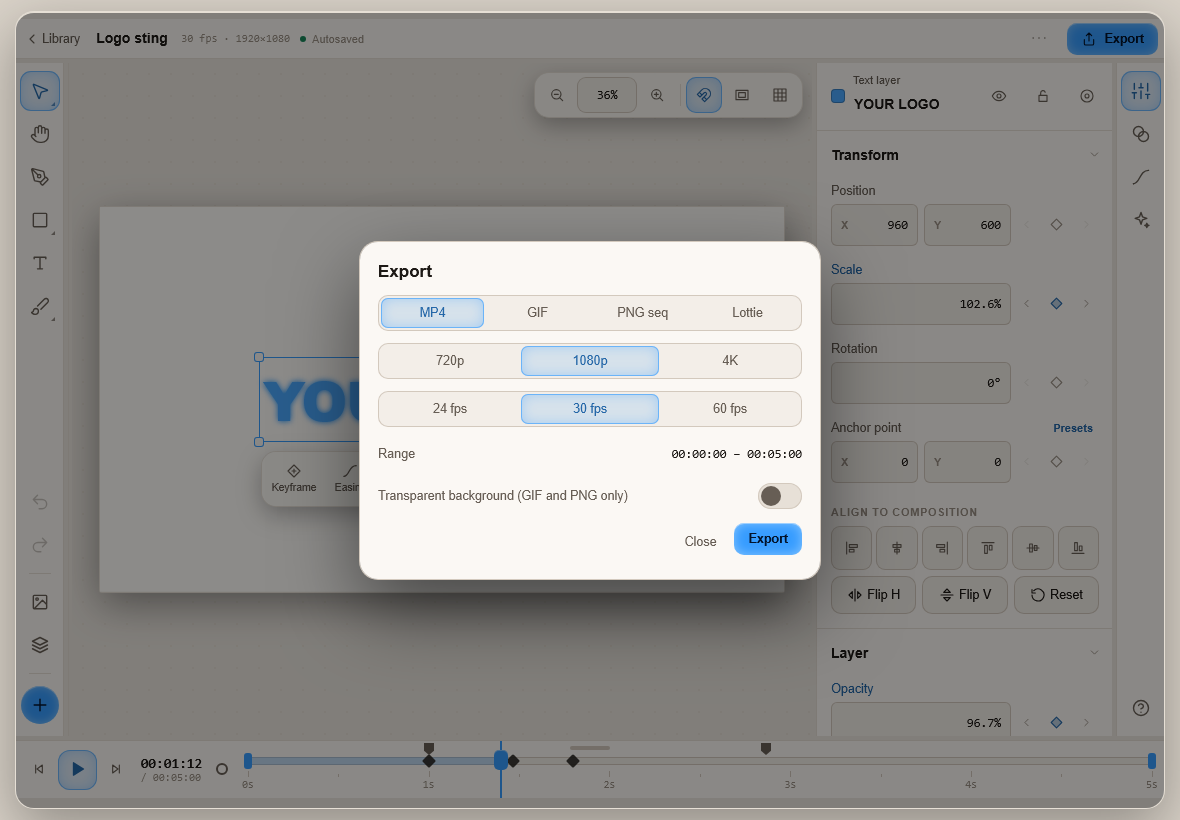 Library
Logo sting
30 fps · 1920×1080
Autosaved
Export
36%
Text layer
YOUR LOGO
Transform
Position
X 960
Y 600
Scale
102.6%
Rotation
0°
Anchor point
Presets
X 0
Y 0
ALIGN TO COMPOSITION
Flip H
Flip V
Reset
Layer
Opacity
96.7%
YOU
Keyframe
Easin
Export
MP4
GIF
PNG seq
Lottie
720p
1080p
4K
24 fps
30 fps
60 fps
Range
00:00:00 – 00:05:00
Transparent background (GIF and PNG only)
Close
Export
00:01:12
/ 00:05:00
0s
1s
2s
3s
4s
5s